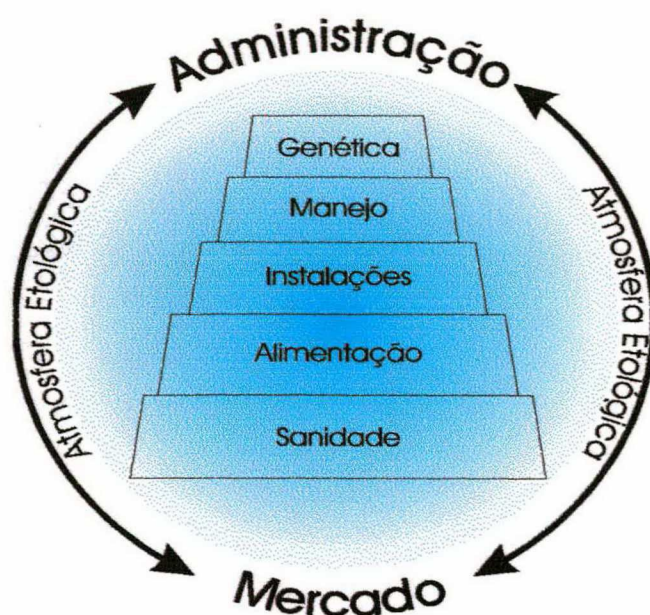 Administração
Atmosfera Etológica
Genética
Manejo
Instalações
Alimentação
Sanidade
Atmosfera Etológica
Mercado